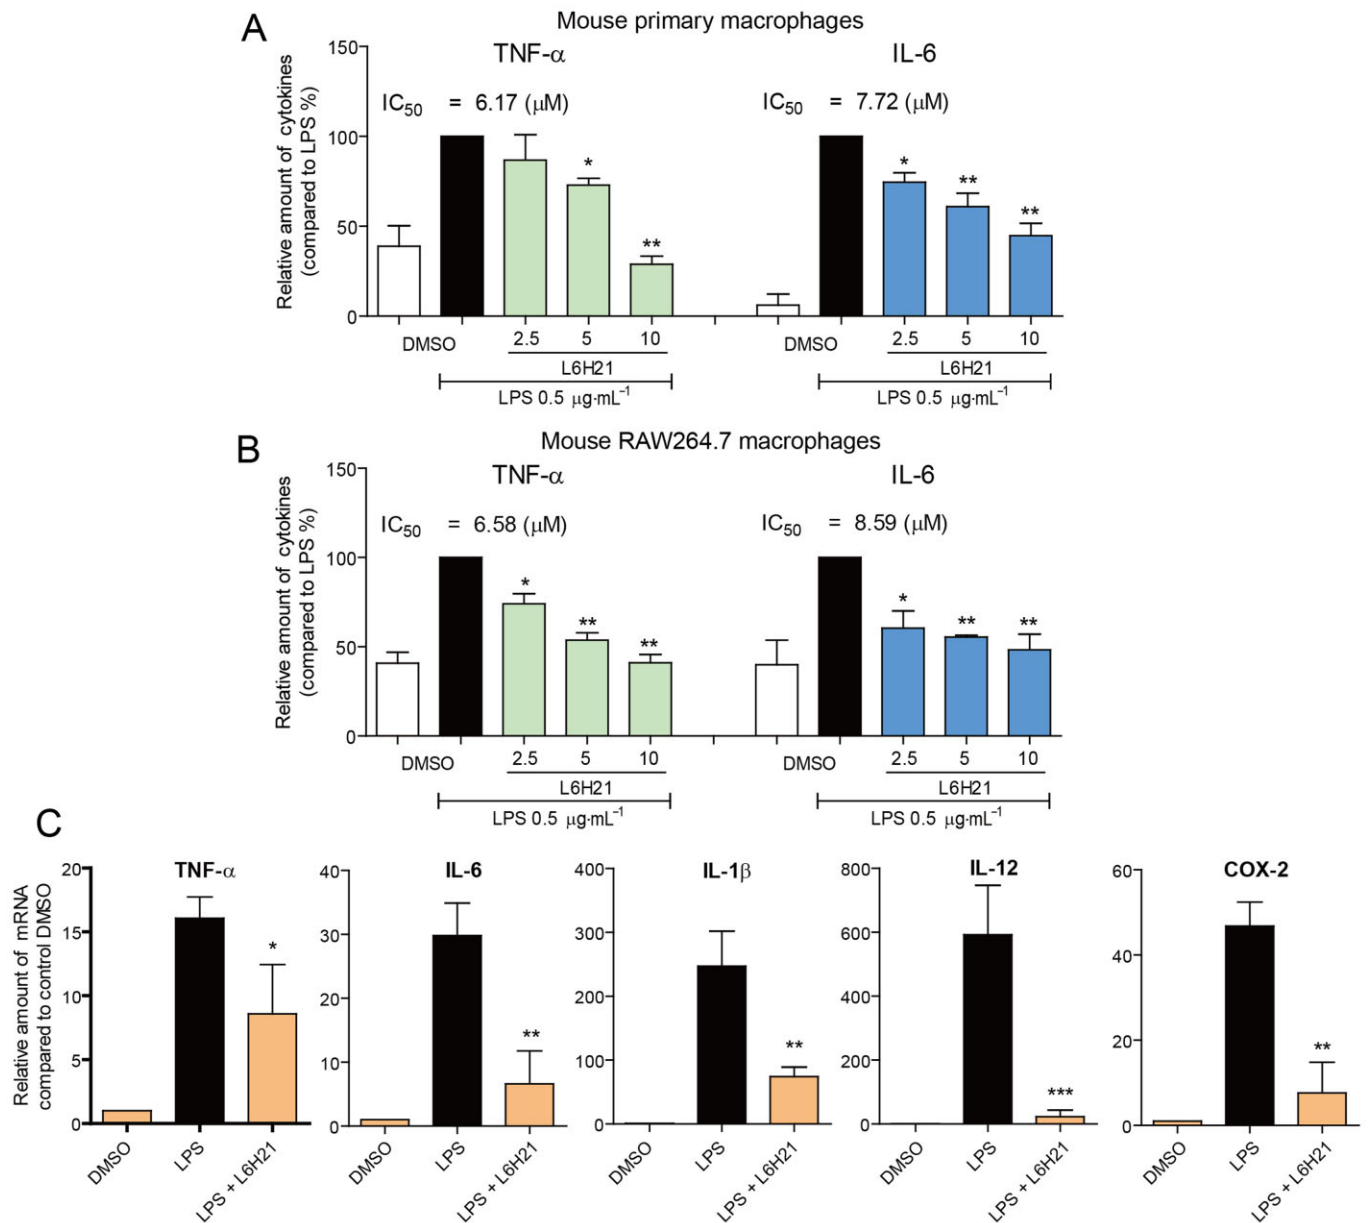 A
Mouse primary macrophages
TNF-α
IL-6
IC50 = 6.17 (μM)
IC50 = 7.72 (μM)
Relative amount of cytokines
(compared to LPS %)
150
100
50
0
*
**
*
**
**
DMSO
2.5
5
10
DMSO
2.5
5
10
L6H21
L6H21
LPS 0.5 μg·mL⁻¹
LPS 0.5 μg·mL⁻¹
B
Mouse RAW264.7 macrophages
TNF-α
IL-6
IC50 = 6.58 (μM)
IC50 = 8.59 (μM)
Relative amount of cytokines
(compared to LPS %)
150
100
50
0
*
**
**
*
**
**
DMSO
2.5
5
10
DMSO
2.5
5
10
L6H21
L6H21
LPS 0.5 μg·mL⁻¹
LPS 0.5 μg·mL⁻¹
C
Relative amount of mRNA
compared to control DMSO
TNF-α
20
15
10
5
0
*
DMSO
LPS
LPS + L6H21
IL-6
40
30
20
10
0
**
DMSO
LPS
LPS + L6H21
IL-1β
400
300
200
100
0
**
DMSO
LPS
LPS + L6H21
IL-12
800
600
400
200
0
***
DMSO
LPS
LPS + L6H21
COX-2
60
40
20
0
**
DMSO
LPS
LPS + L6H21